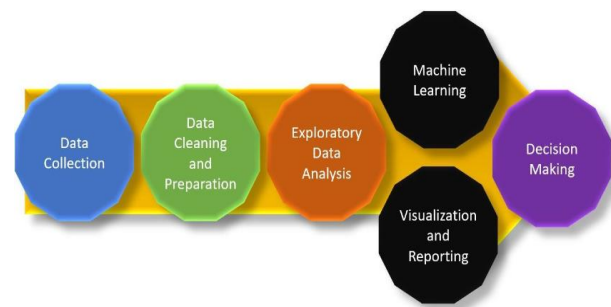 Data
Collection
Data
Cleaning
and
Preparation
Exploratory
Data
Analysis
Machine
Learning
Visualization
and
Reporting
Decision
Making